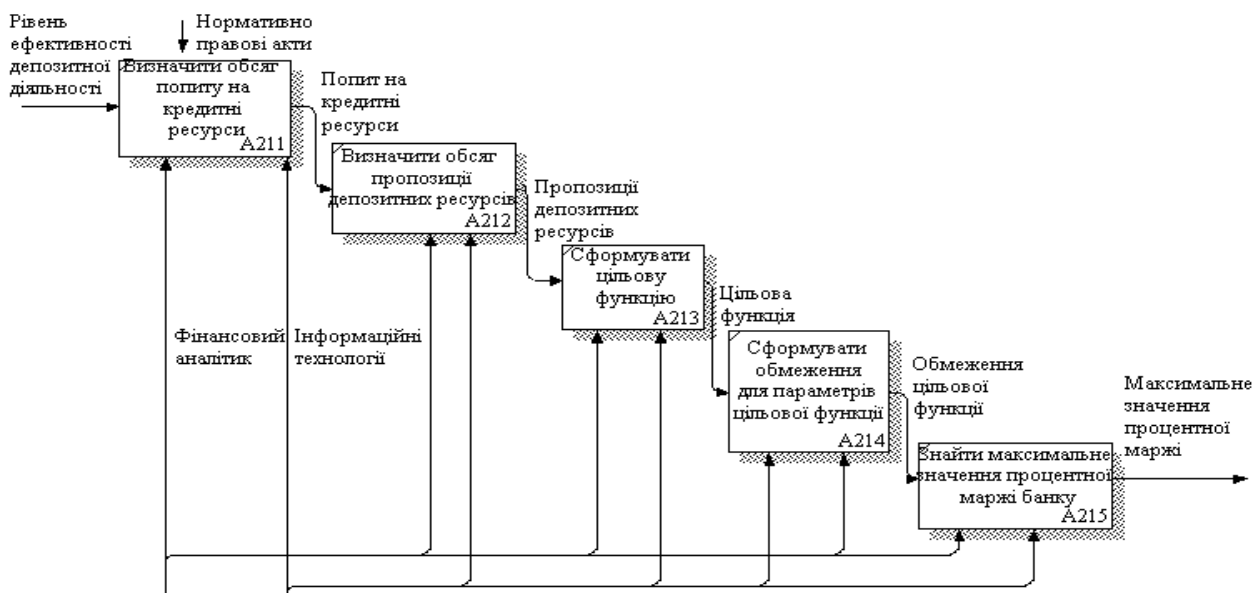 Рівень
ефективності
депозитної
діяльності
Нормативно
правові акти
Визначити обсяг
попиту на
кредитні
ресурси
A211
Попит на
кредитні
ресурси
Визначити обсяг
пропозиції
депозитних ресурсів
A212
Пропозиції
депозитних
ресурсів
Сформувати
цільову
функцію
A213
Цільова
функція
Фінансовий
аналітик
Інформаційні
технології
Сформувати
обмеження
для параметрів
цільової функції
A214
Обмеження
цільової
функції
Знайти максимальне
значення процентної
маржі банку
A215
Максимальне
значення
процентної
маржі